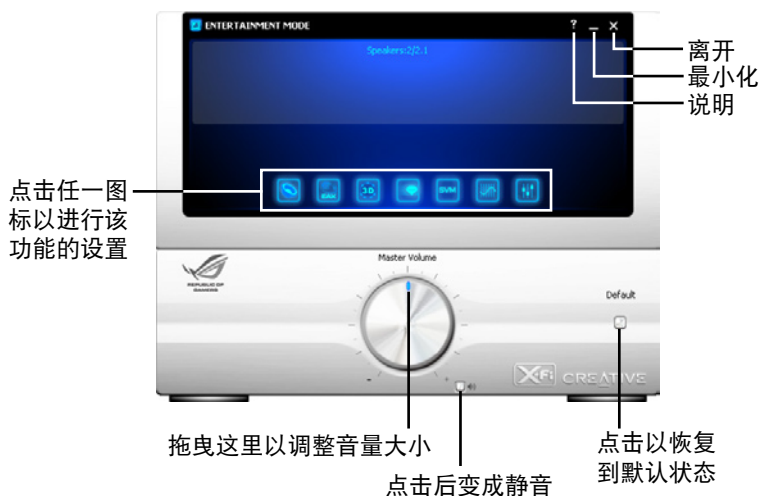 ENTERTAINMENT MODE
? _ X
离开
最小化
说明
Speakers:2/2.1
点击任一图
标以进行该
功能的设置
EAX
3D
SVM
REPUBLIC OF
GAMERS
Master Volume
Default
- +
X-Fi CREATIVE
拖曳这里以调整音量大小
点击后变成静音
点击以恢复
到默认状态